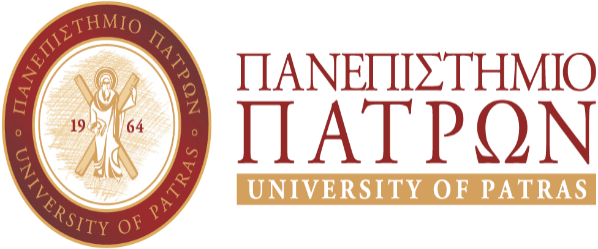 ΠΑΝΕΠΙΣΤΗΜΙΟ ΠΑΤΡΩΝ
19 64
UNIVERSITY OF PATRAS
ΠΑΝΕΠΙΣΤΗΜΙΟ
ΠΑΤΡΩΝ
UNIVERSITY OF PATRAS